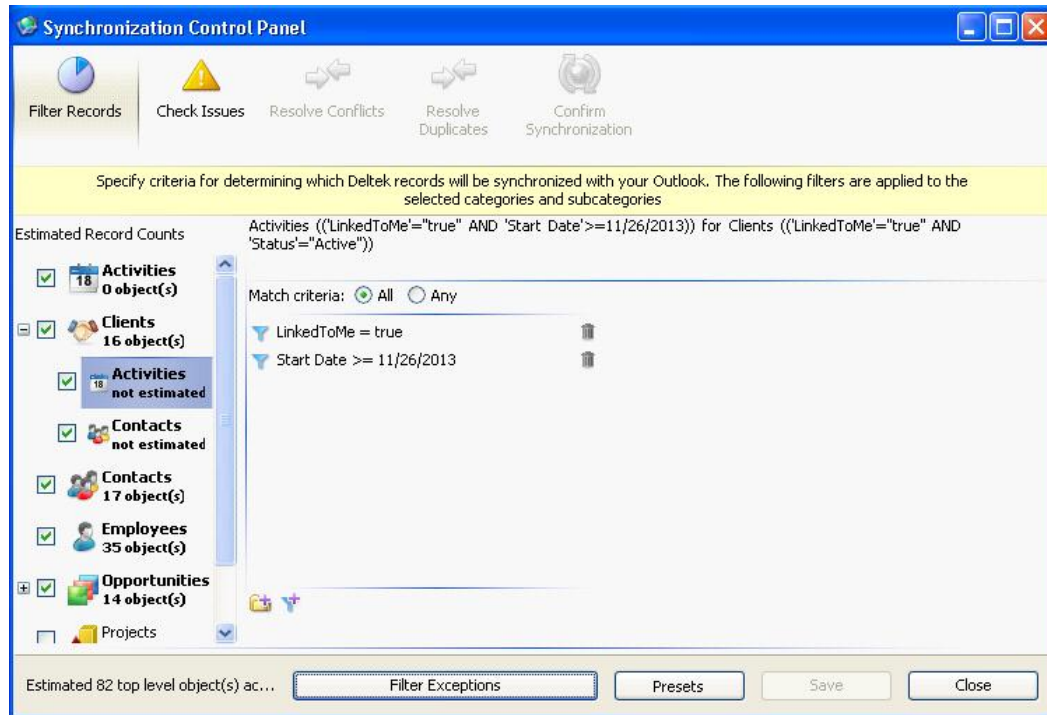 Synchronization Control Panel
Filter Records
Check Issues
Resolve Conflicts
Resolve
Duplicates
Confirm
Synchronization
Specify criteria for determining which Deltek records will be synchronized with your Outlook. The following filters are applied to the
selected categories and subcategories
Estimated Record Counts
Activities (('LinkedToMe'="true" AND 'Start Date'>=11/26/2013)) for Clients (('LinkedToMe'="true" AND
'Status'="Active"))
18
Activities
0 object(s)
Clients
16 object(s)
18
Activities
not estimated
Contacts
not estimated
Contacts
17 object(s)
Employees
35 object(s)
Opportunities
14 object(s)
Projects
Match criteria: All Any
LinkedToMe = true
Start Date >= 11/26/2013
Estimated 82 top level object(s) ac...
Filter Exceptions
Presets
Save
Close